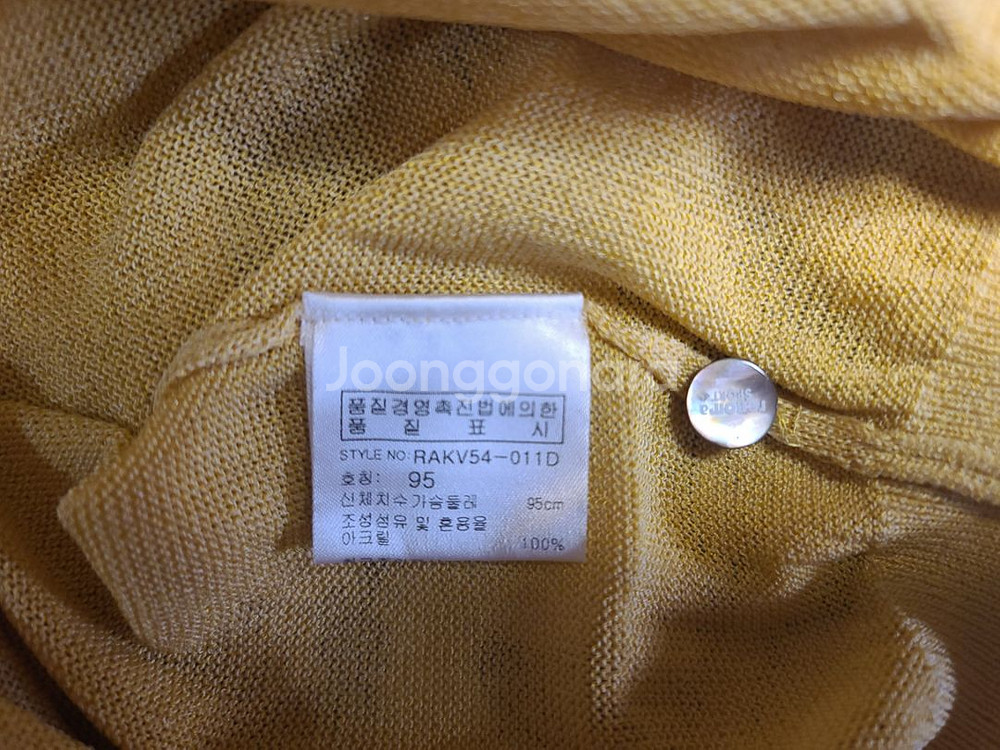 Joonggonara
품질경영촉진법에의한
품 질 표 시
STYLE NO: RAKV54-011D
호칭: 95
신체치수 가슴둘레 95cm
조성섬유 및 혼용율
아크릴 100%
SPORT